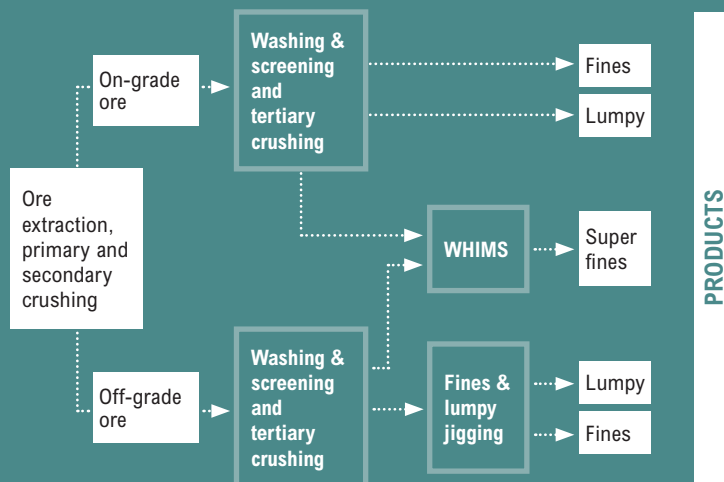 On-grade
ore
Washing &
screening
and
tertiary
crushing
Fines
Lumpy
Ore
extraction,
primary and
secondary
crushing
WHIMS
Super
fines
PRODUCTS
Off-grade
ore
Washing &
screening
and
tertiary
crushing
Fines &
lumpy
jigging
Lumpy
Fines